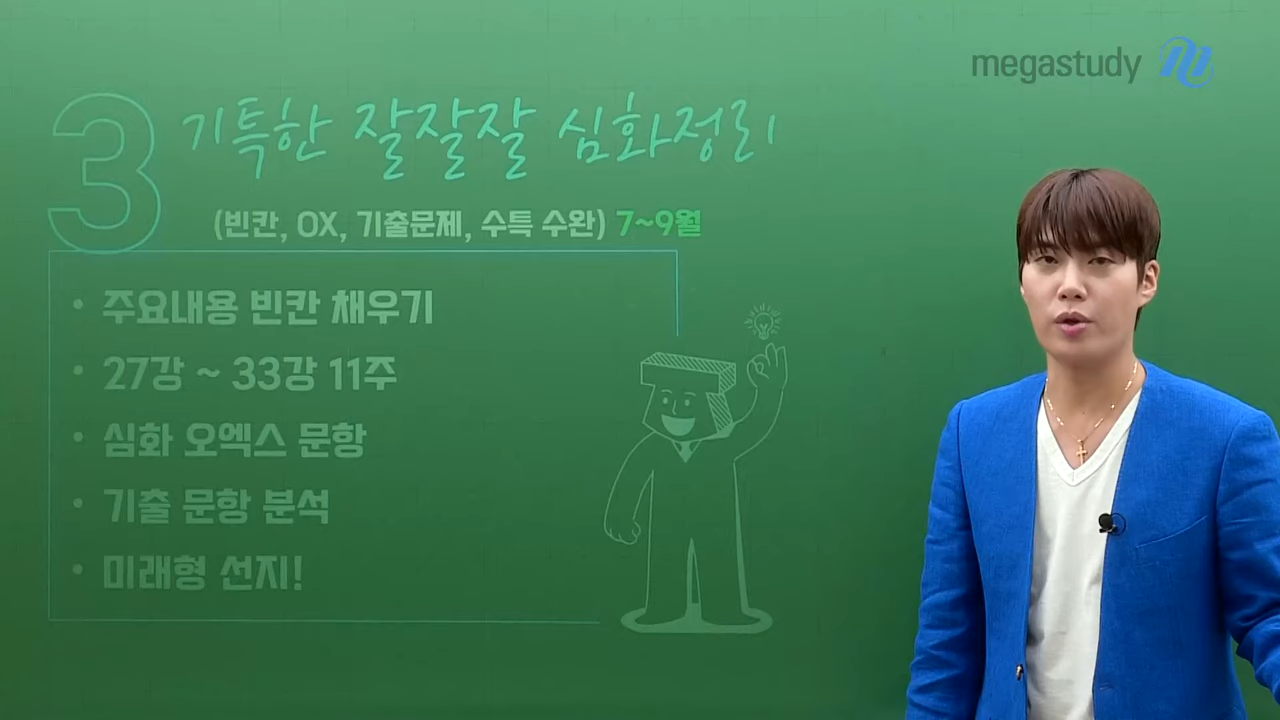 megastudy
3 기특한 잘잘잘 심화정리
(빈칸, OX, 기출문제, 수특 수완) 7~9월
• 주요내용 빈칸 채우기
• 27강 ~ 33강 11주
• 심화 오엑스 문항
• 기출 문항 분석
• 미래형 선지!